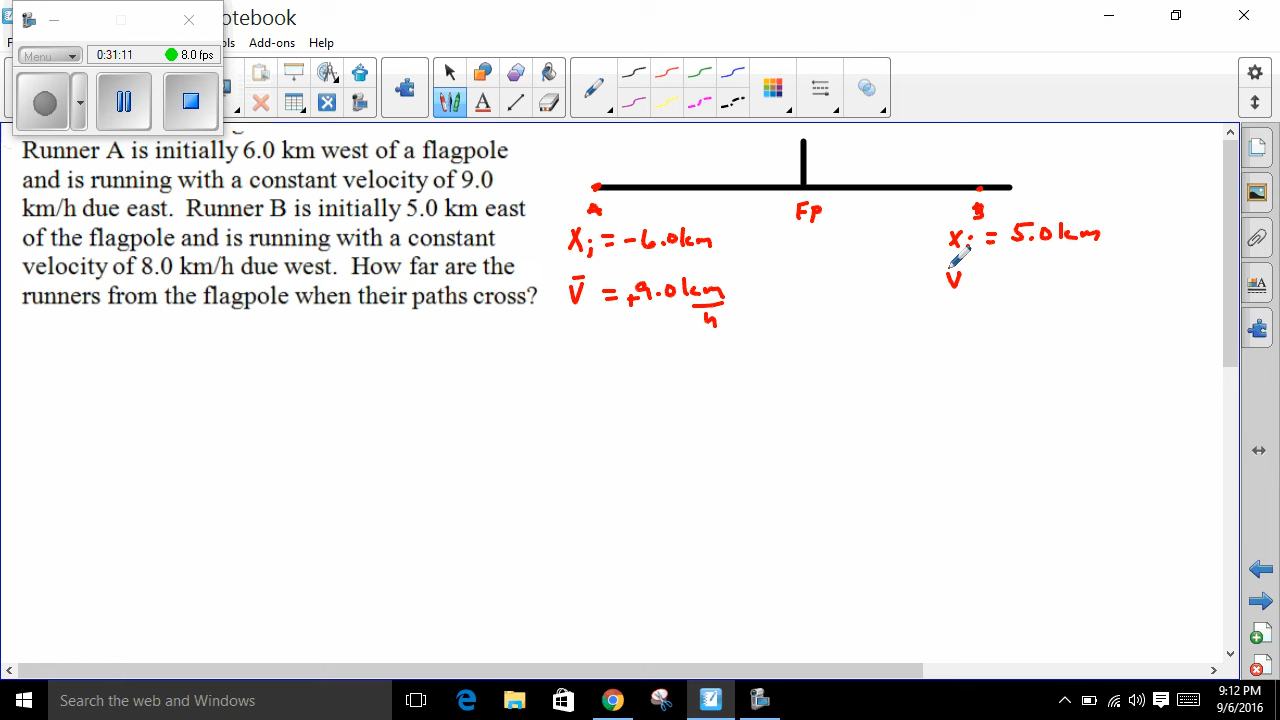 otebook
ols Add-ons Help
Menu
0:31:11
8.0 fps
Runner A is initially 6.0 km west of a flagpole
and is running with a constant velocity of 9.0
km/h due east. Runner B is initially 5.0 km east
of the flagpole and is running with a constant
velocity of 8.0 km/h due west. How far are the
runners from the flagpole when their paths cross?
A
FP
B
Xi = -6.0km
V̄ = +9.0km
h
Xi = 5.0km
V
Search the web and Windows
9:12 PM
9/6/2016